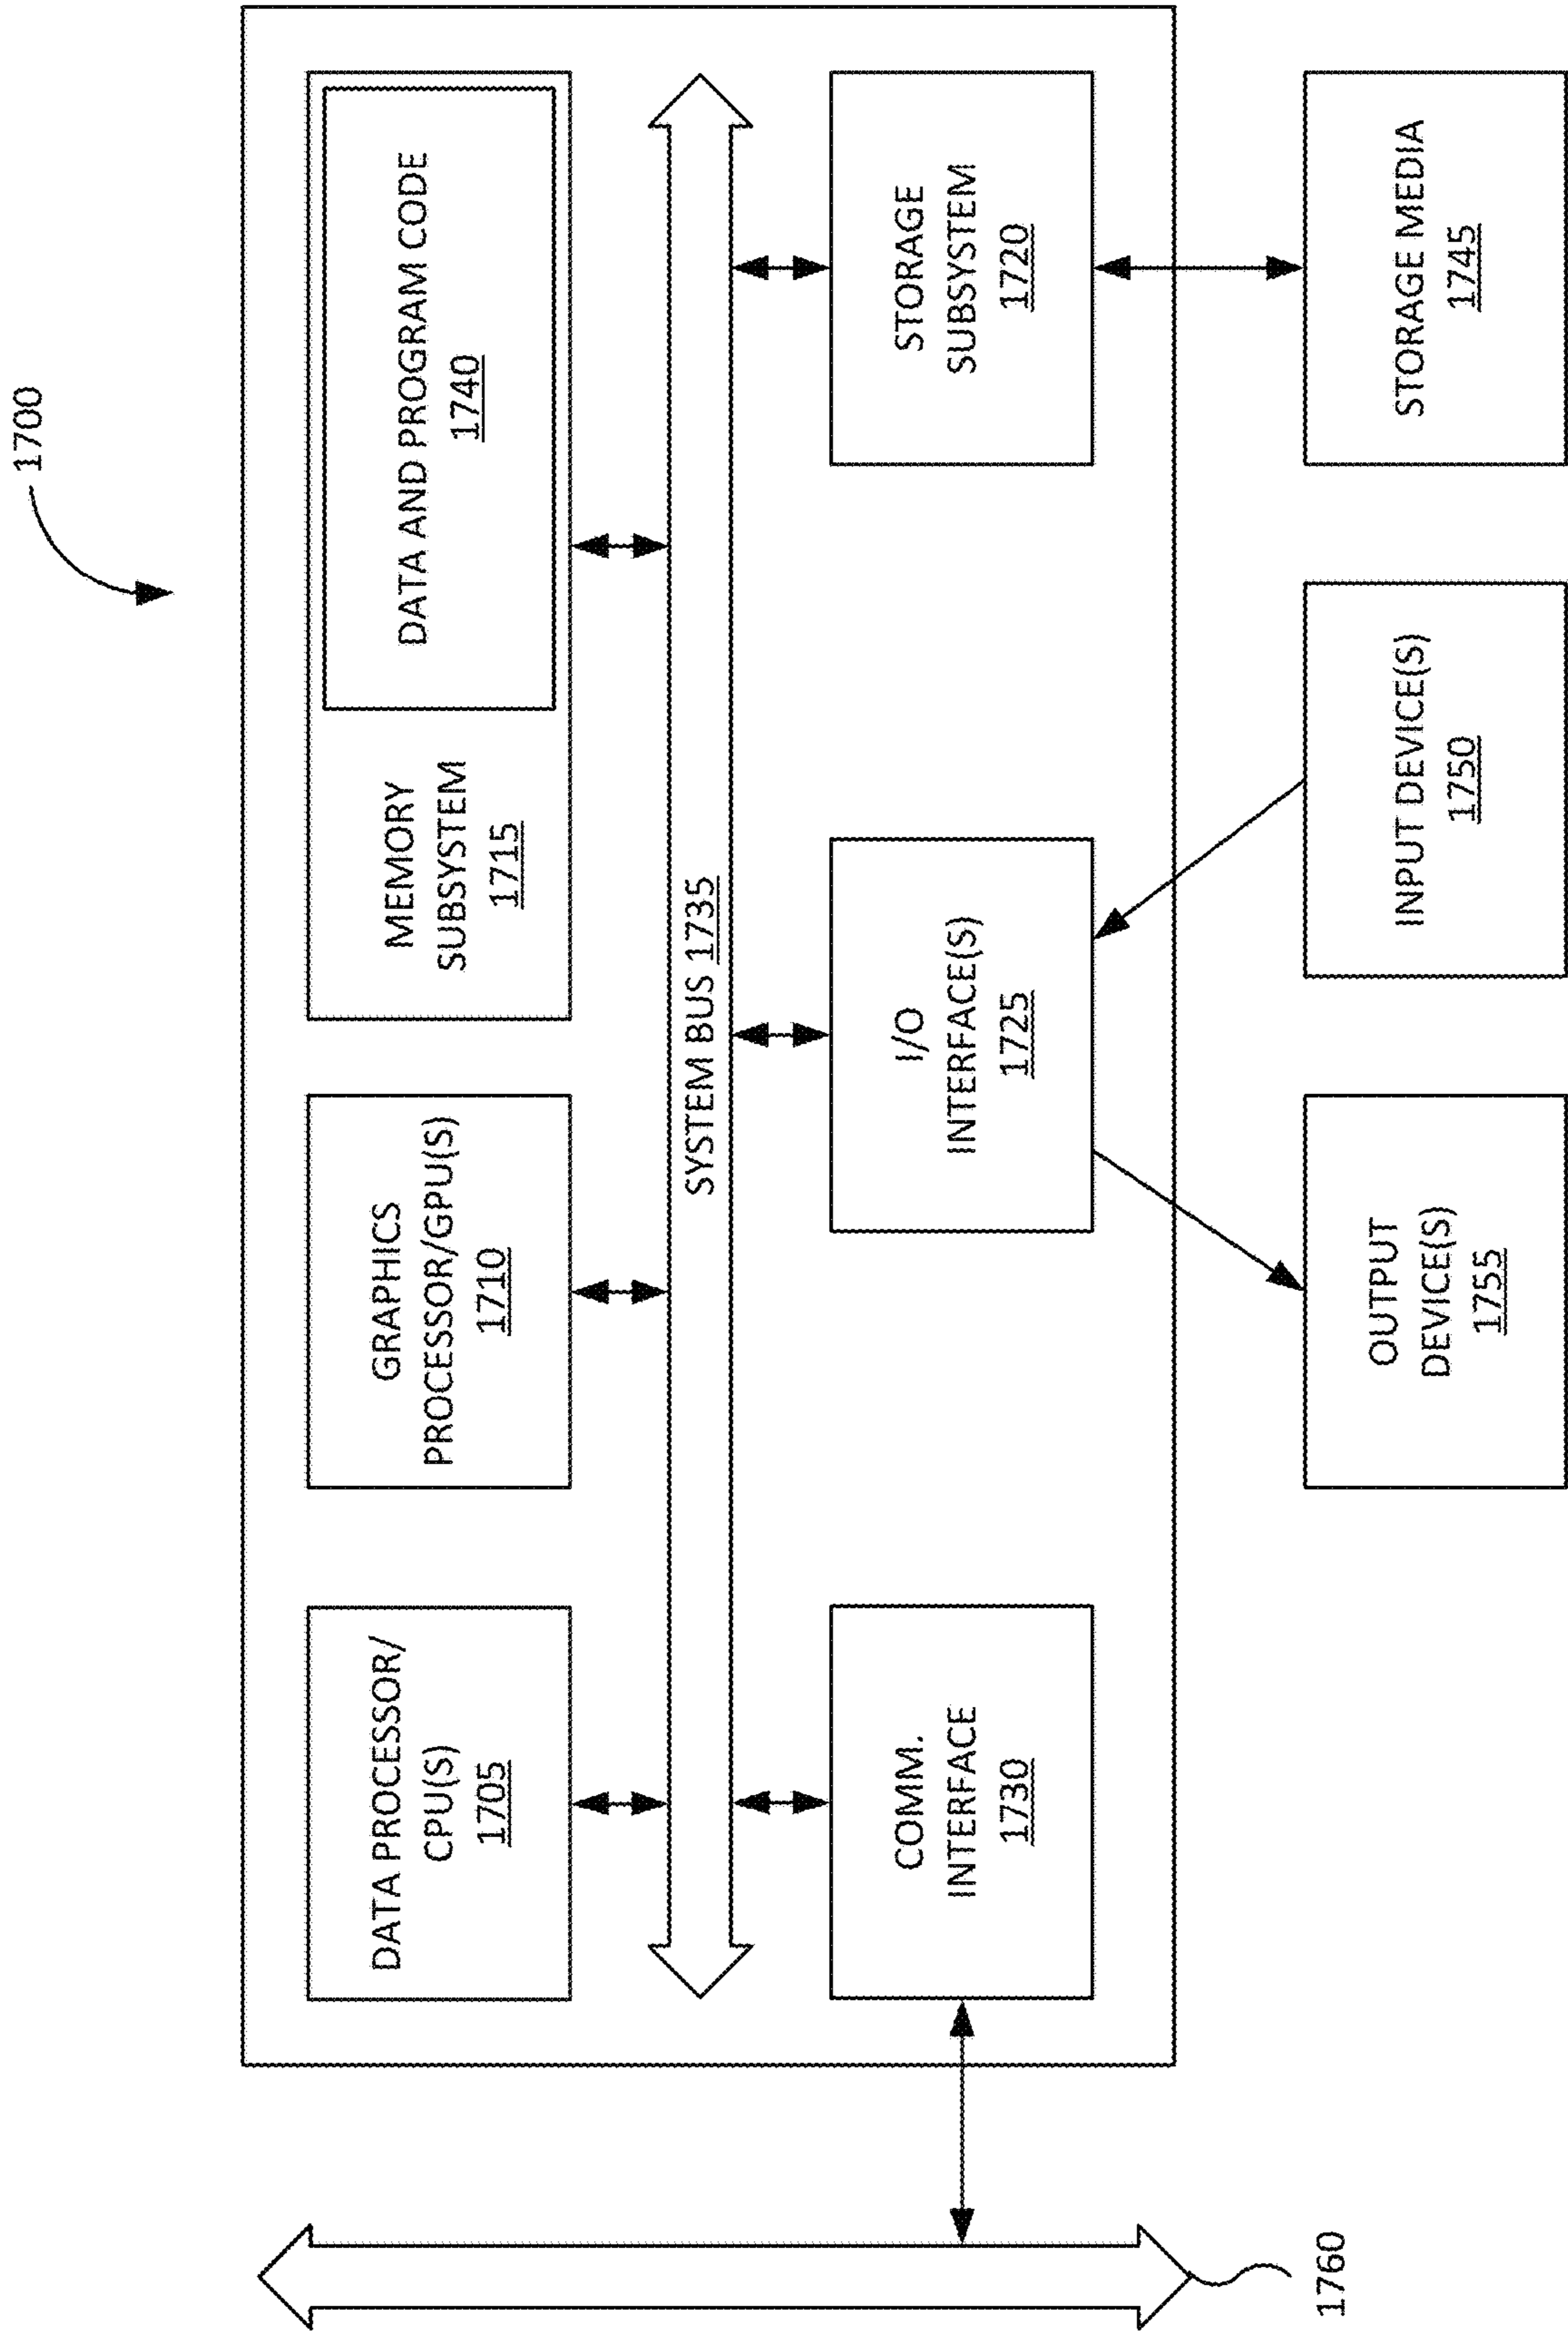 1700
DATA PROCESSOR/
CPU(S)
1705
GRAPHICS
PROCESSOR/GPU(S)
1710
MEMORY
SUBSYSTEM
1715
DATA AND PROGRAM CODE
1740
SYSTEM BUS 1735
COMM.
INTERFACE
1730
I/O
INTERFACE(S)
1725
STORAGE
SUBSYSTEM
1720
OUTPUT
DEVICE(S)
1755
INPUT DEVICE(S)
1750
STORAGE MEDIA
1745
1760